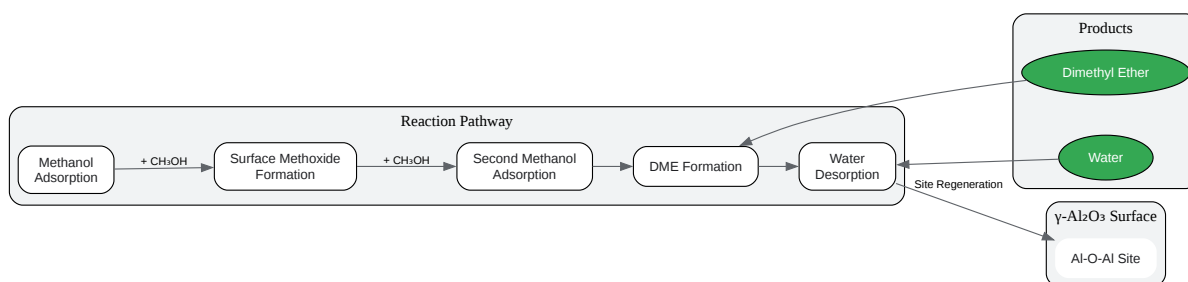 Products
Dimethyl Ether
Reaction Pathway
Methanol
Adsorption
+ CH₃OH
Surface Methoxide
Formation
+ CH₃OH
Second Methanol
Adsorption
DME Formation
Water
Desorption
Water
Site Regeneration
γ-Al₂O₃ Surface
Al-O-Al Site